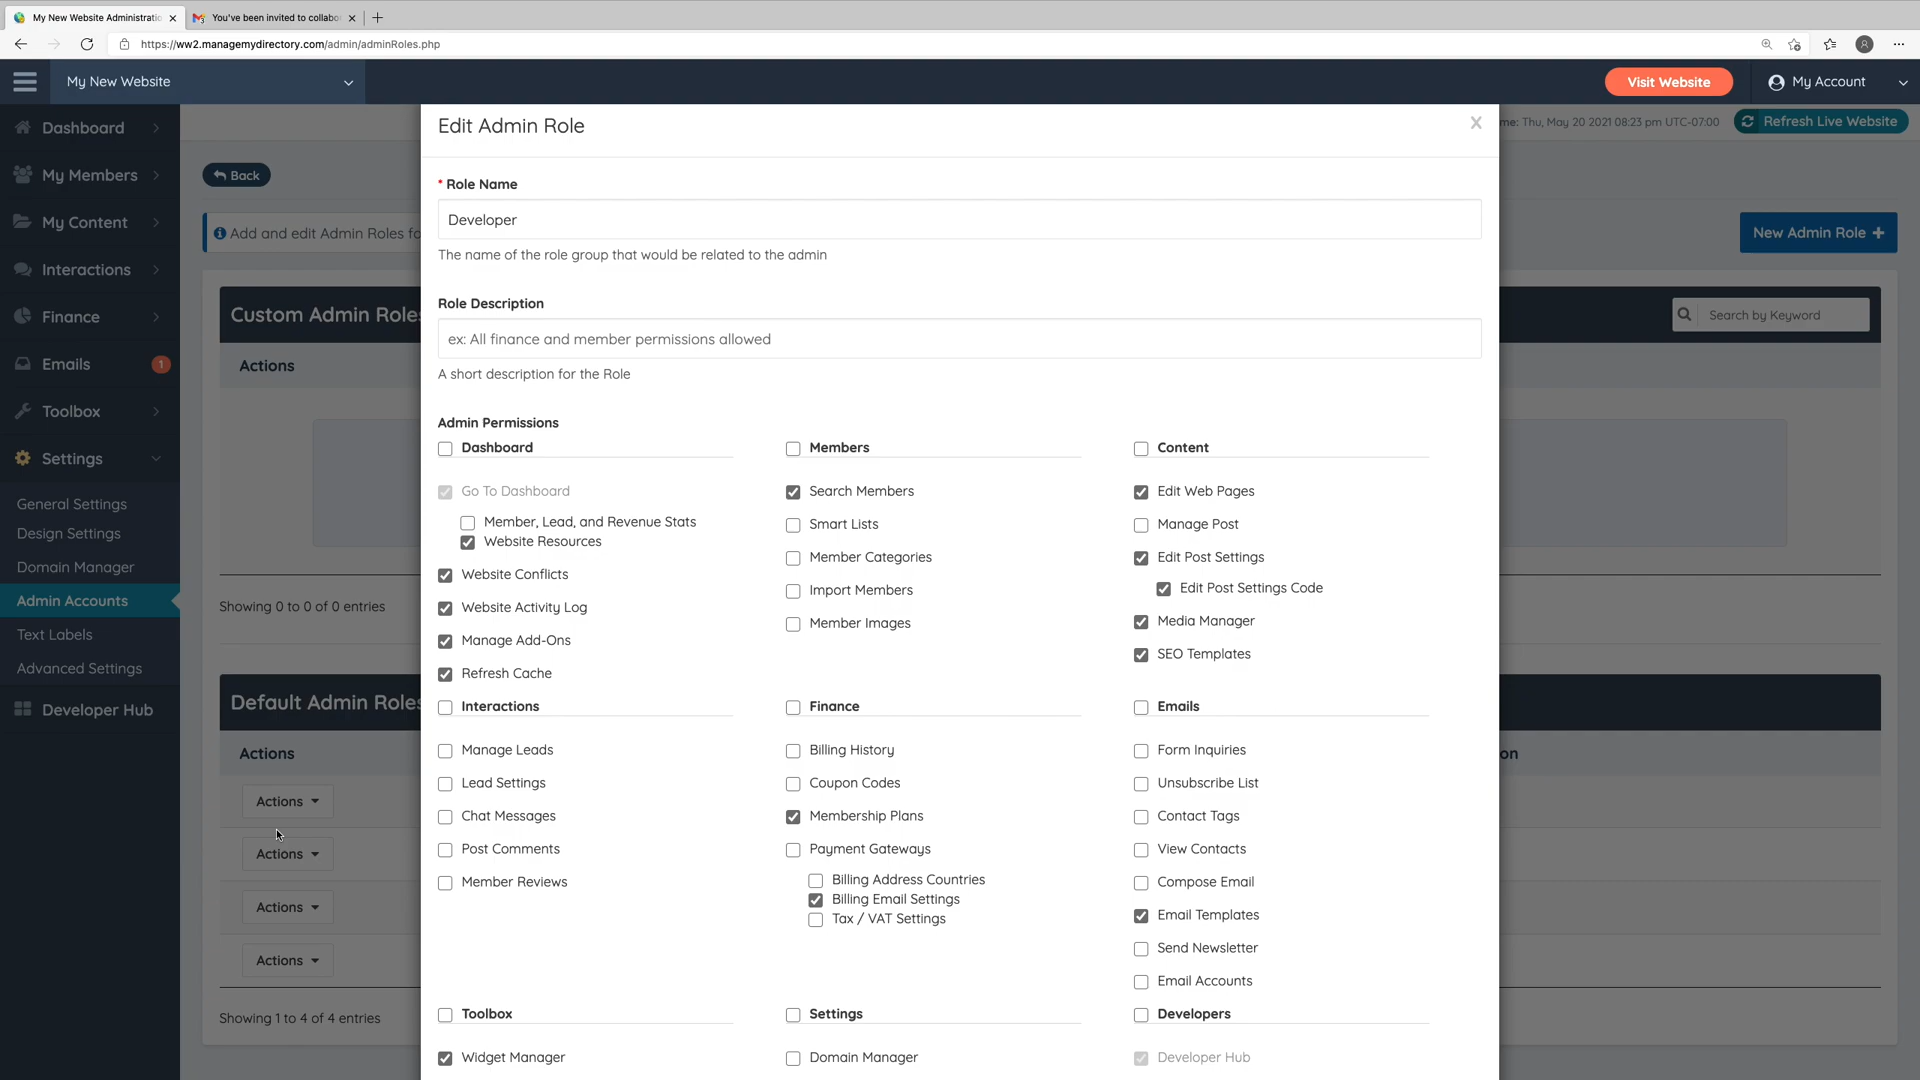 My New Website Administratio
You've been invited to collabo
https://ww2.managemydirectory.com/admin/adminRoles.php
My New Website
Visit Website
My Account
Dashboard
My Members
My Content
Interactions
Finance
Emails
1
Toolbox
Settings
General Settings
Design Settings
Domain Manager
Admin Accounts
Text Labels
Advanced Settings
Developer Hub
me: Thu, May 20 2021 08:23 pm UTC-07:00
Refresh Live Website
Back
Add and edit Admin Roles fo
New Admin Role
Custom Admin Roles
Search by Keyword
Actions
Showing 0 to 0 of 0 entries
Default Admin Roles
Actions
on
Actions
Actions
Actions
Actions
Showing 1 to 4 of 4 entries
Edit Admin Role
X
* Role Name
Developer
The name of the role group that would be related to the admin
Role Description
ex: All finance and member permissions allowed
A short description for the Role
Admin Permissions
Dashboard
Go To Dashboard
Member, Lead, and Revenue Stats
Website Resources
Website Conflicts
Website Activity Log
Manage Add-Ons
Refresh Cache
Members
Search Members
Smart Lists
Member Categories
Import Members
Member Images
Content
Edit Web Pages
Manage Post
Edit Post Settings
Edit Post Settings Code
Media Manager
SEO Templates
Interactions
Manage Leads
Lead Settings
Chat Messages
Post Comments
Member Reviews
Finance
Billing History
Coupon Codes
Membership Plans
Payment Gateways
Billing Address Countries
Billing Email Settings
Tax / VAT Settings
Emails
Form Inquiries
Unsubscribe List
Contact Tags
View Contacts
Compose Email
Email Templates
Send Newsletter
Email Accounts
Toolbox
Widget Manager
Settings
Domain Manager
Developers
Developer Hub